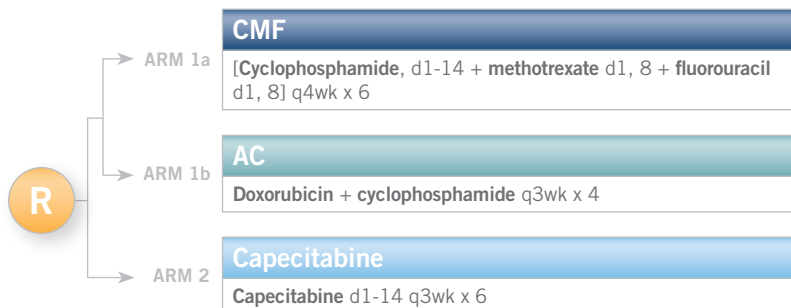 CMF
ARM 1a
[Cyclophosphamide, d1-14 + methotrexate d1, 8 + fluorouracil
d1, 8] q4wk x 6
AC
ARM 1b
Doxorubicin + cyclophosphamide q3wk x 4
R
Capecitabine
ARM 2
Capecitabine d1-14 q3wk x 6